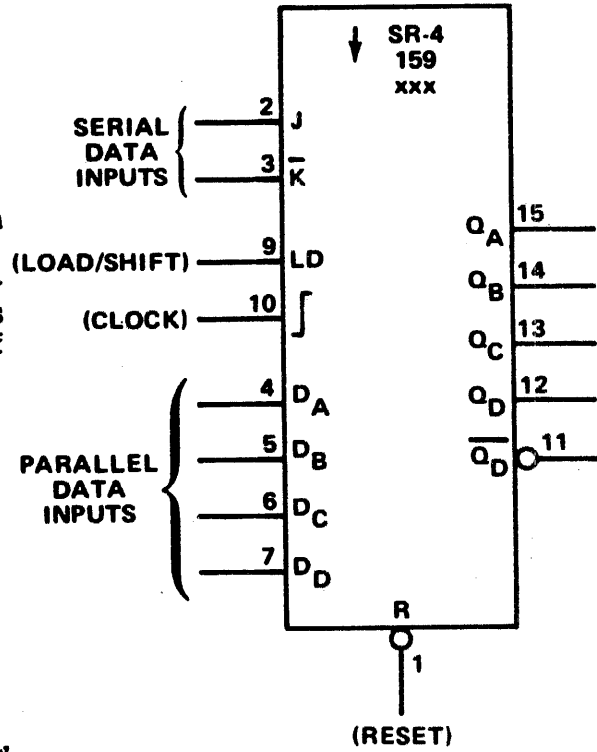 SR-4
159
xxx
SERIAL
DATA
INPUTS
2 J
3 K̅
(LOAD/SHIFT) 9 LD
(CLOCK) 10
PARALLEL
DATA
INPUTS
4 DA
5 DB
6 DC
7 DD
QA 15
QB 14
QC 13
QD 12
Q̅D̅ 11
R
1
(RESET)